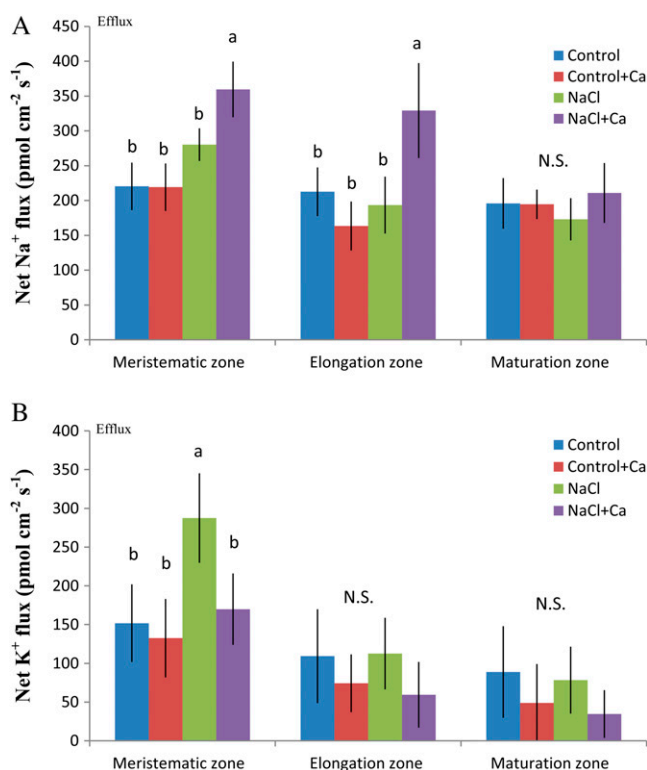 A
Efflux
Net Na⁺ flux (pmol cm⁻² s⁻¹)
450
400
350
300
250
200
150
100
50
0
b b b a
b b b a
N.S.
Control
Control+Ca
NaCl
NaCl+Ca
Meristematic zone Elongation zone Maturation zone
B
Efflux
Net K⁺ flux (pmol cm⁻² s⁻¹)
400
350
300
250
200
150
100
50
0
b b a b
N.S.
N.S.
Control
Control+Ca
NaCl
NaCl+Ca
Meristematic zone Elongation zone Maturation zone